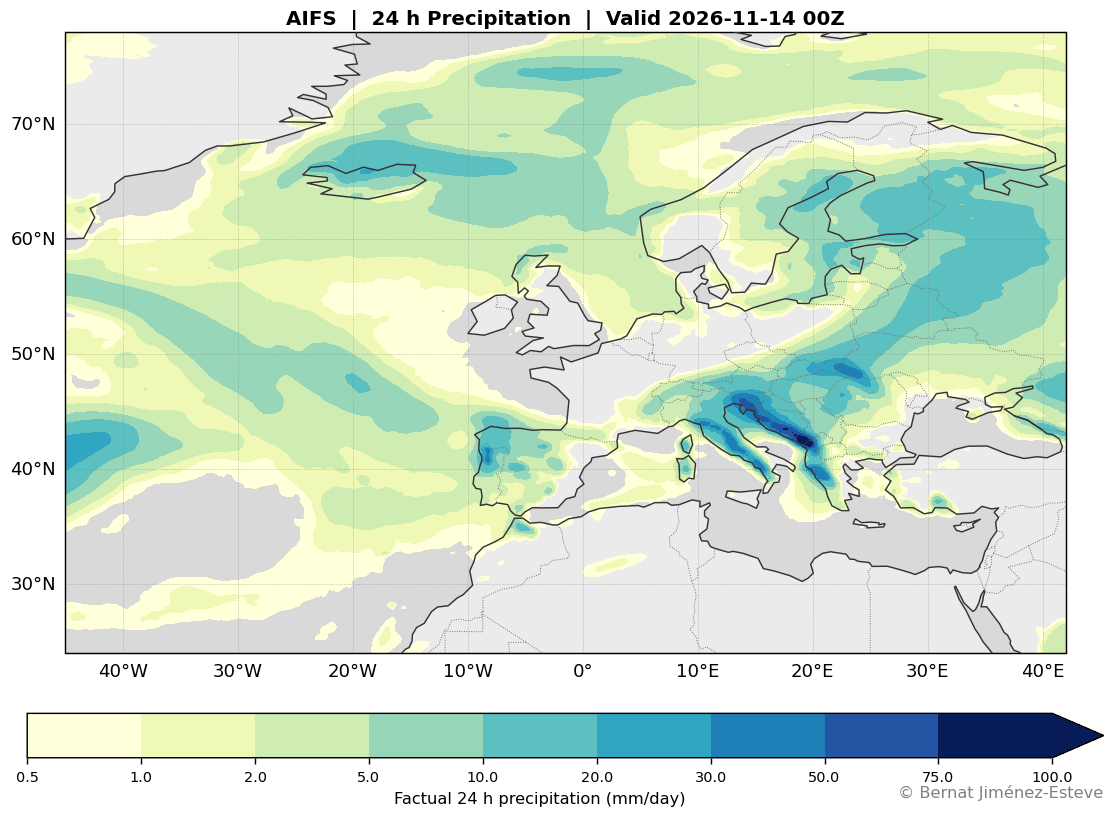 AIFS | 24 h Precipitation | Valid 2026-11-14 00Z
70°N
60°N
50°N
40°N
30°N
40°W 30°W 20°W 10°W 0° 10°E 20°E 30°E 40°E
0.5 1.0 2.0 5.0 10.0 20.0 30.0 50.0 75.0 100.0
Factual 24 h precipitation (mm/day)
© Bernat Jiménez-Esteve